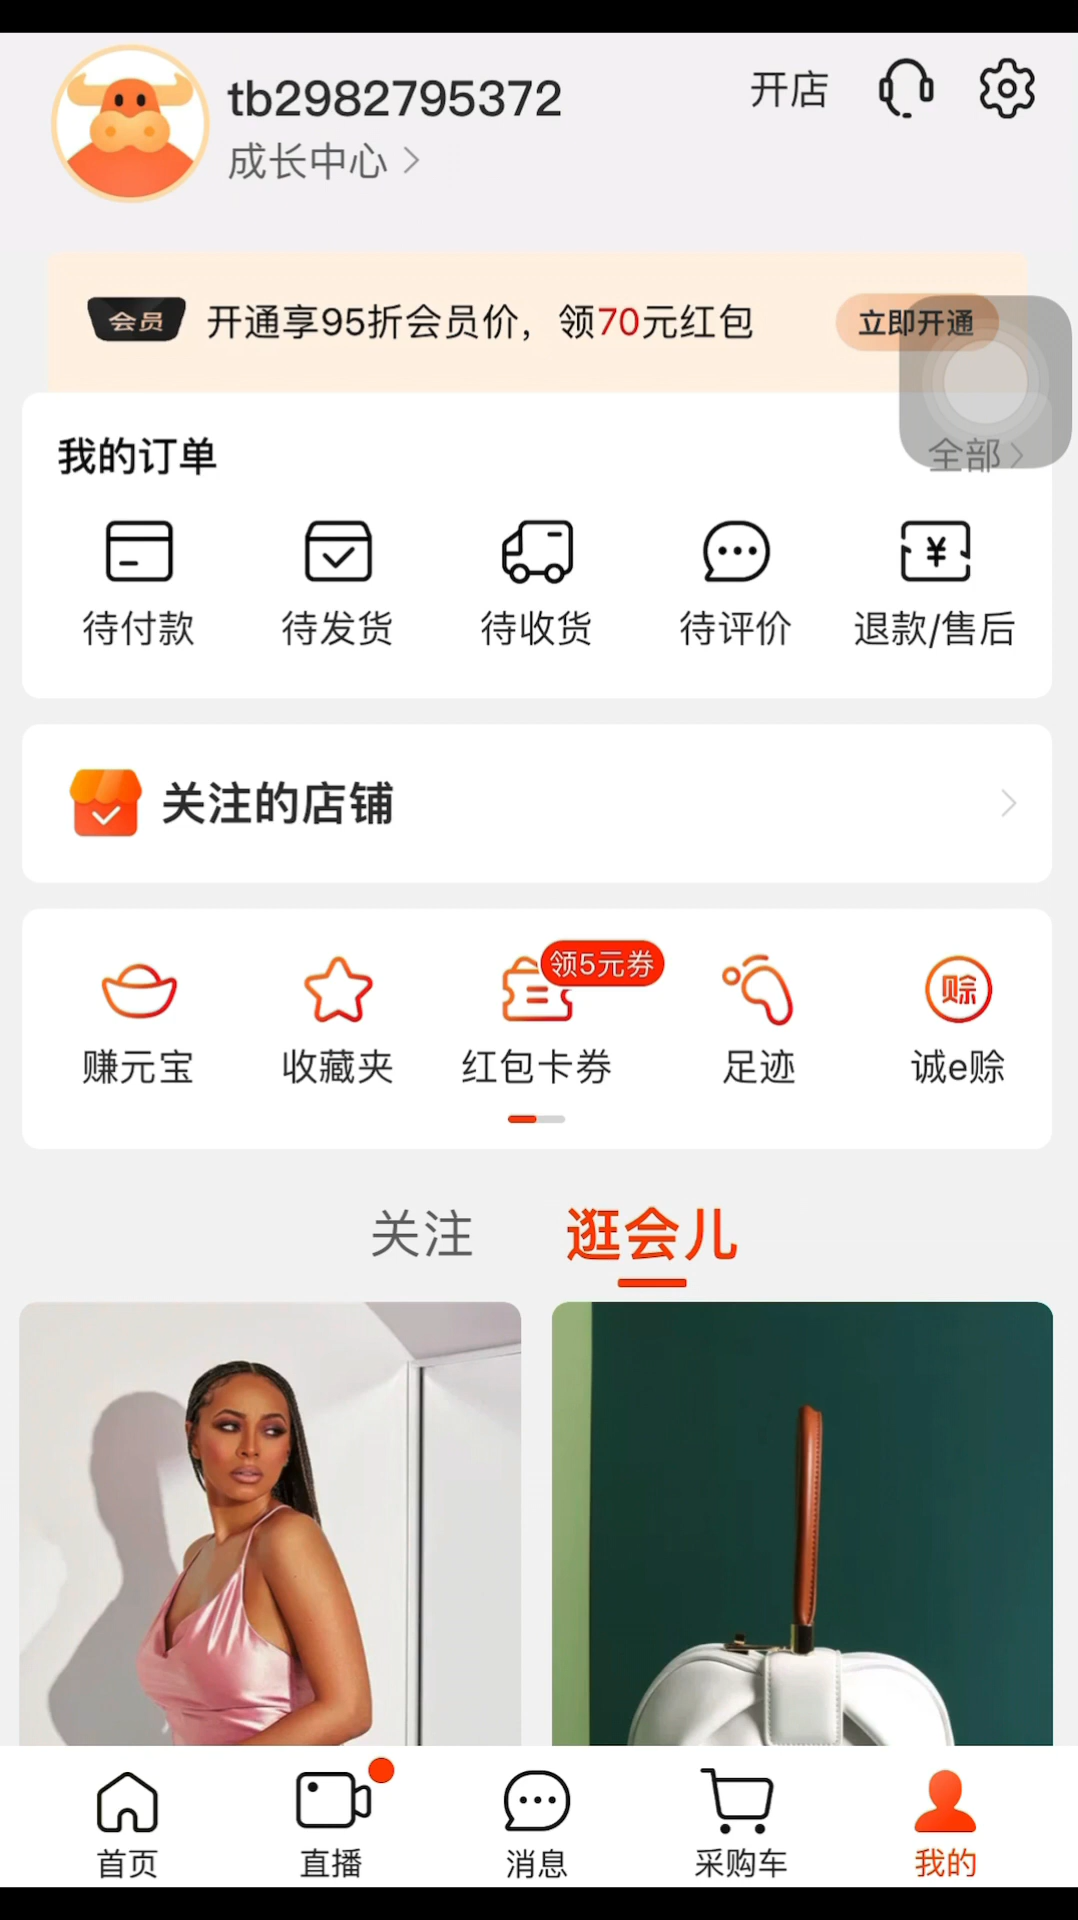 tb2982795372
开店
成长中心
会员
开通享95折会员价，领70元红包
立即开通
我的订单
全部
待付款
待发货
待收货
待评价
退款/售后
¥
关注的店铺
领5元券
赊
赚元宝
收藏夹
红包卡券
足迹
诚e赊
关注
逛会儿
首页
直播
消息
采购车
我的